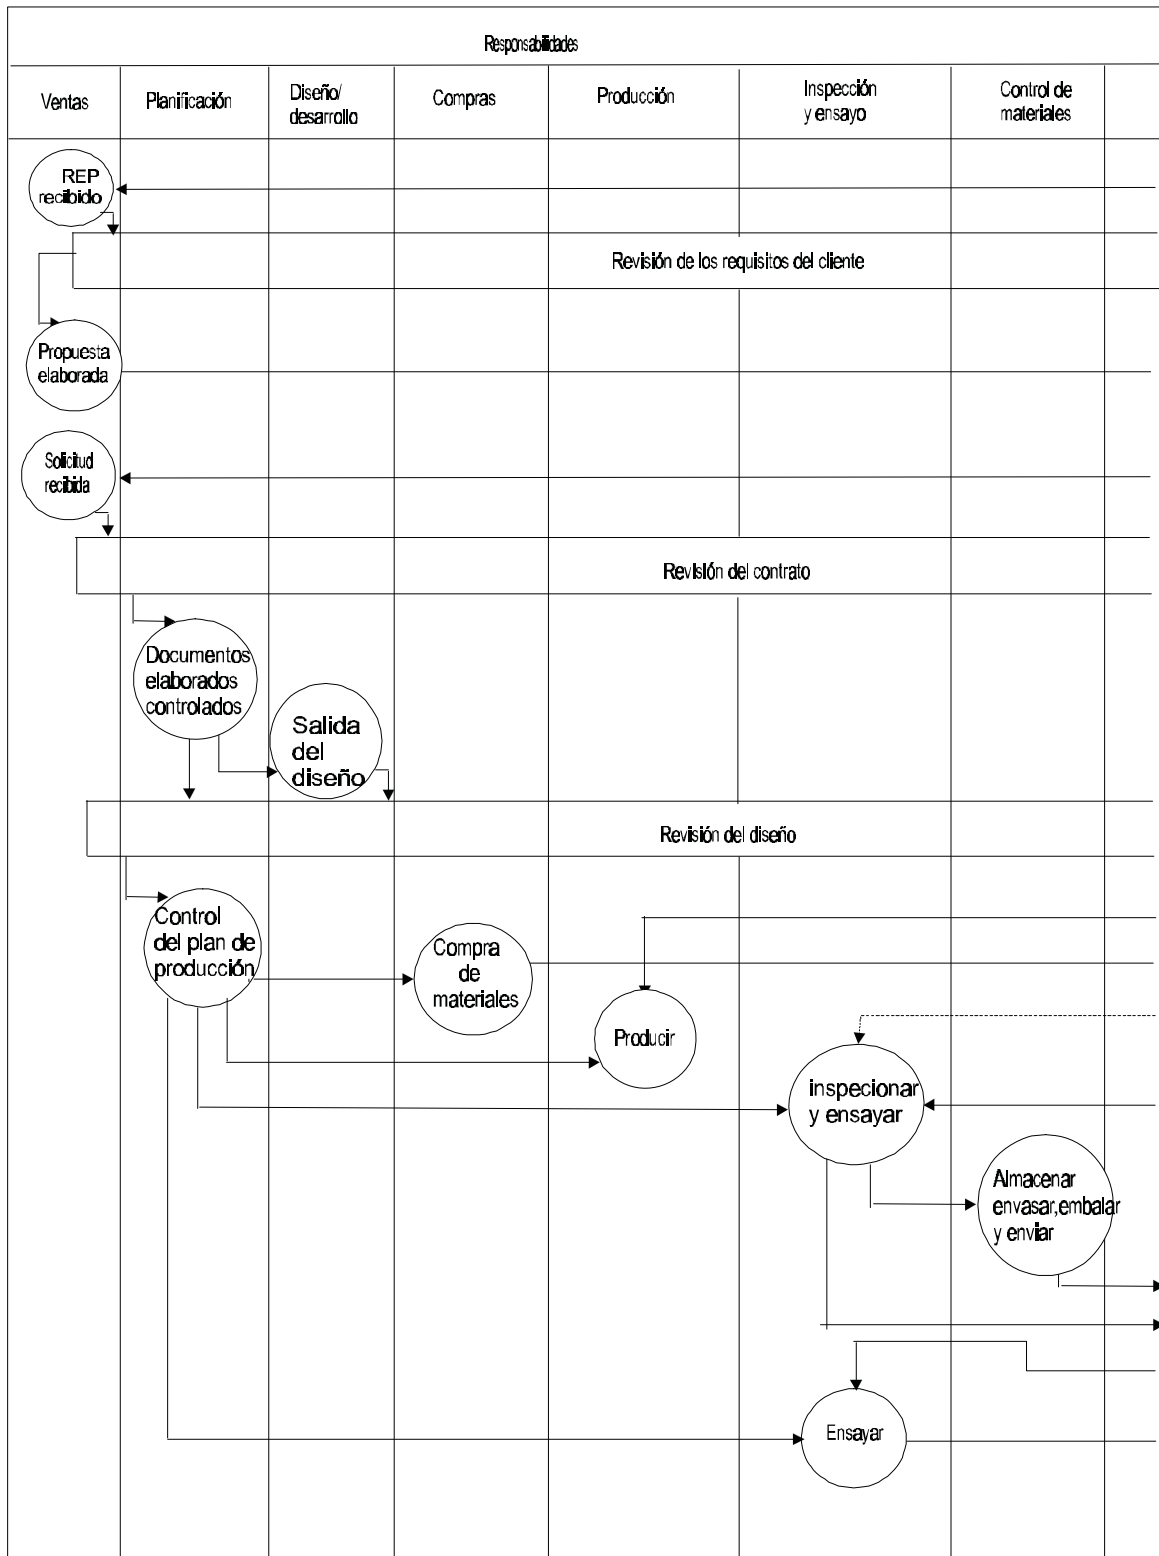 Responsabilidades
Ventas
Planificación
Diseño/
desarrollo
Compras
Producción
Inspección
y ensayo
Control de
materiales
REP
recibido
Revisión de los requisitos del cliente
Propuesta
elaborada
Solicitud
recibida
Revisión del contrato
Documentos
elaborados
controlados
Salida
del
diseño
Revisión del diseño
Control
del plan de
producción
Compra
de
materiales
Producir
inspecionar
y ensayar
Almacenar
envasar,embalar
y enviar
Ensayar